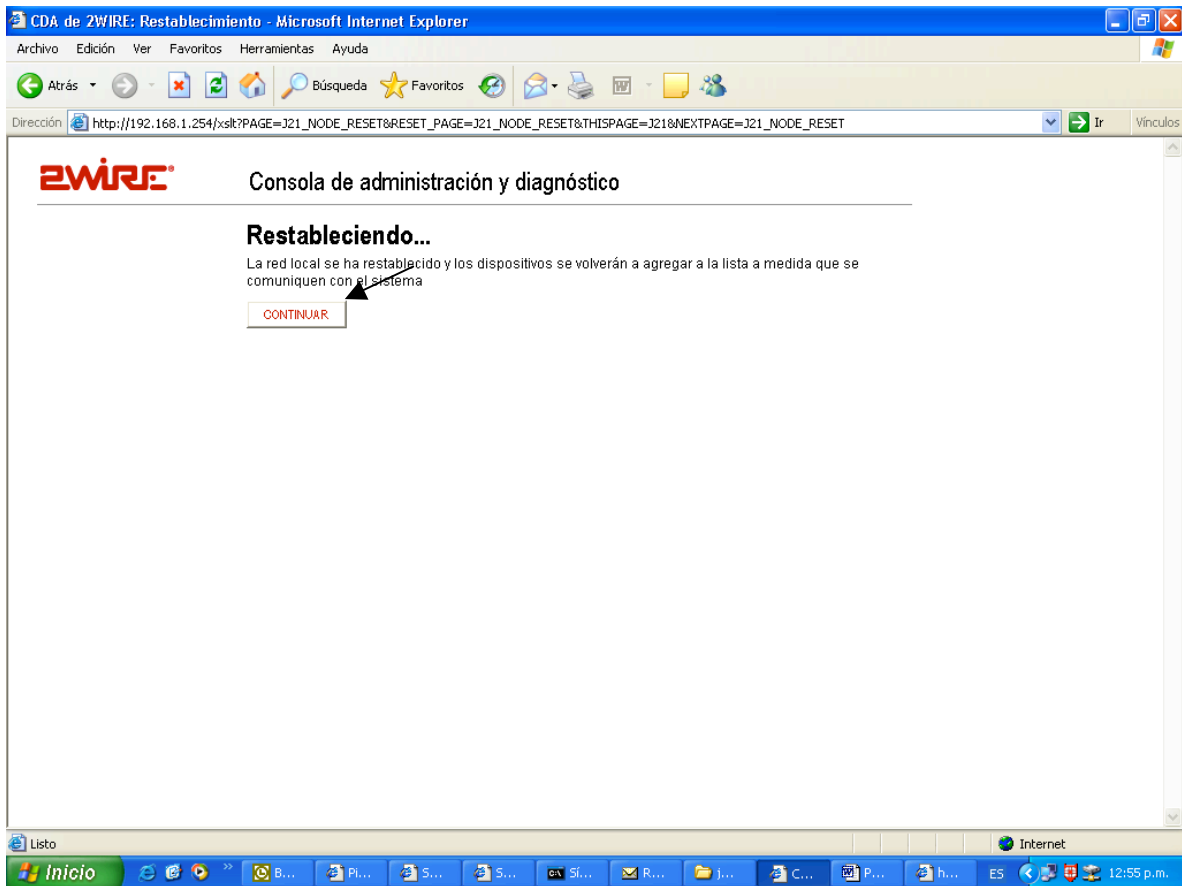 CDA de 2WIRE: Restablecimiento - Microsoft Internet Explorer
Archivo Edición Ver Favoritos Herramientas Ayuda
Atrás Búsqueda Favoritos
Dirección http://192.168.1.254/xslt?PAGE=J21_NODE_RESET&RESET_PAGE=J21_NODE_RESET&THISPAGE=J21&NEXTPAGE=J21_NODE_RESET Ir Vínculos
2WIRE® Consola de administración y diagnóstico
Restableciendo...
La red local se ha restablecido y los dispositivos se volverán a agregar a la lista a medida que se
comuniquen con el sistema
CONTINUAR
Listo Internet
Inicio » B... Pi... S... S... Sí... R... j... C... P... h... ES 12:55 p.m.